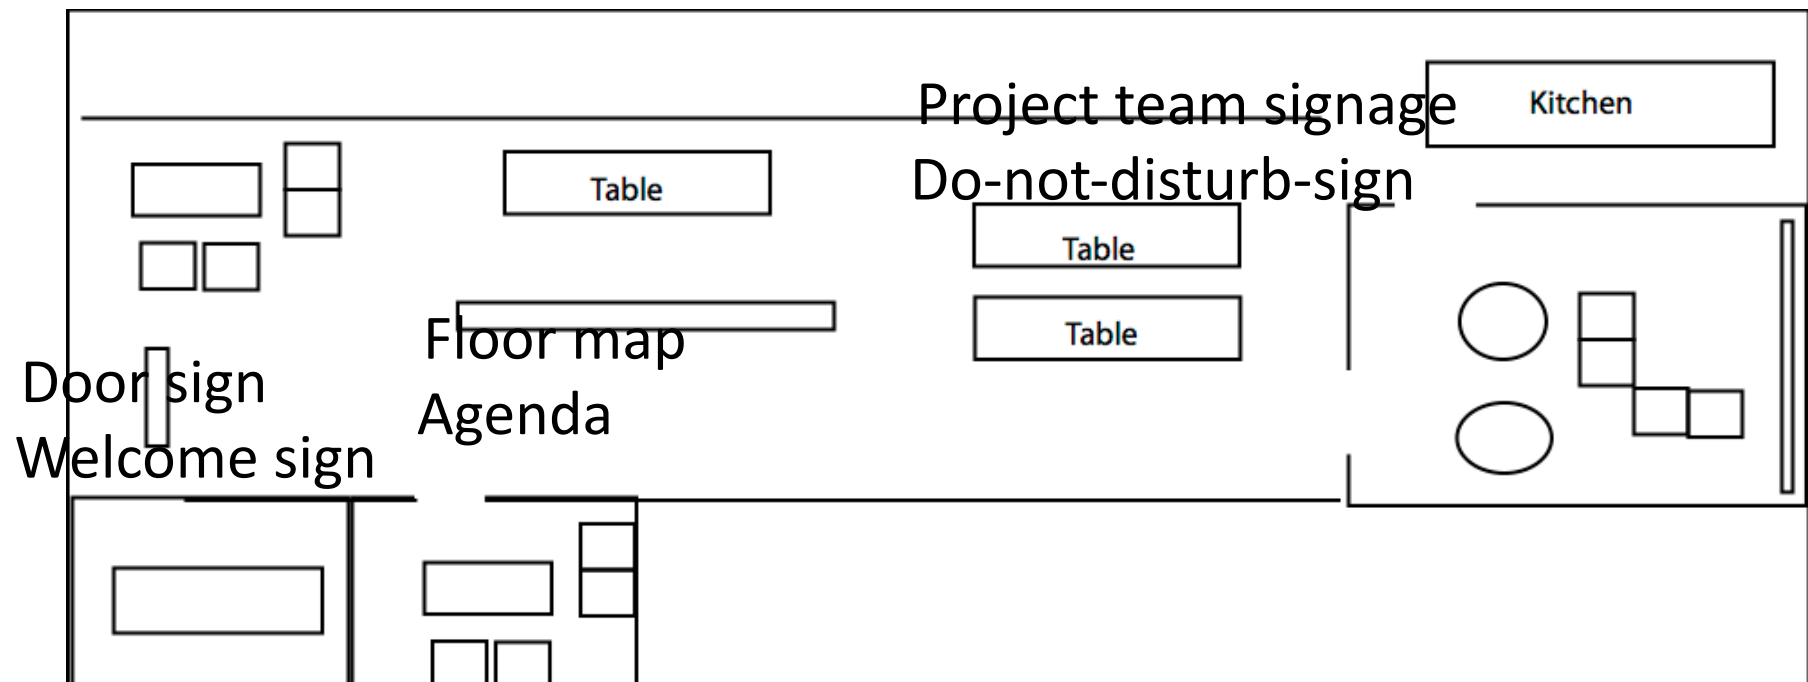 Project team signage
Kitchen
Do-not-disturb-sign
Table
Table
Table
Floor map
Door sign
Agenda
Welcome sign